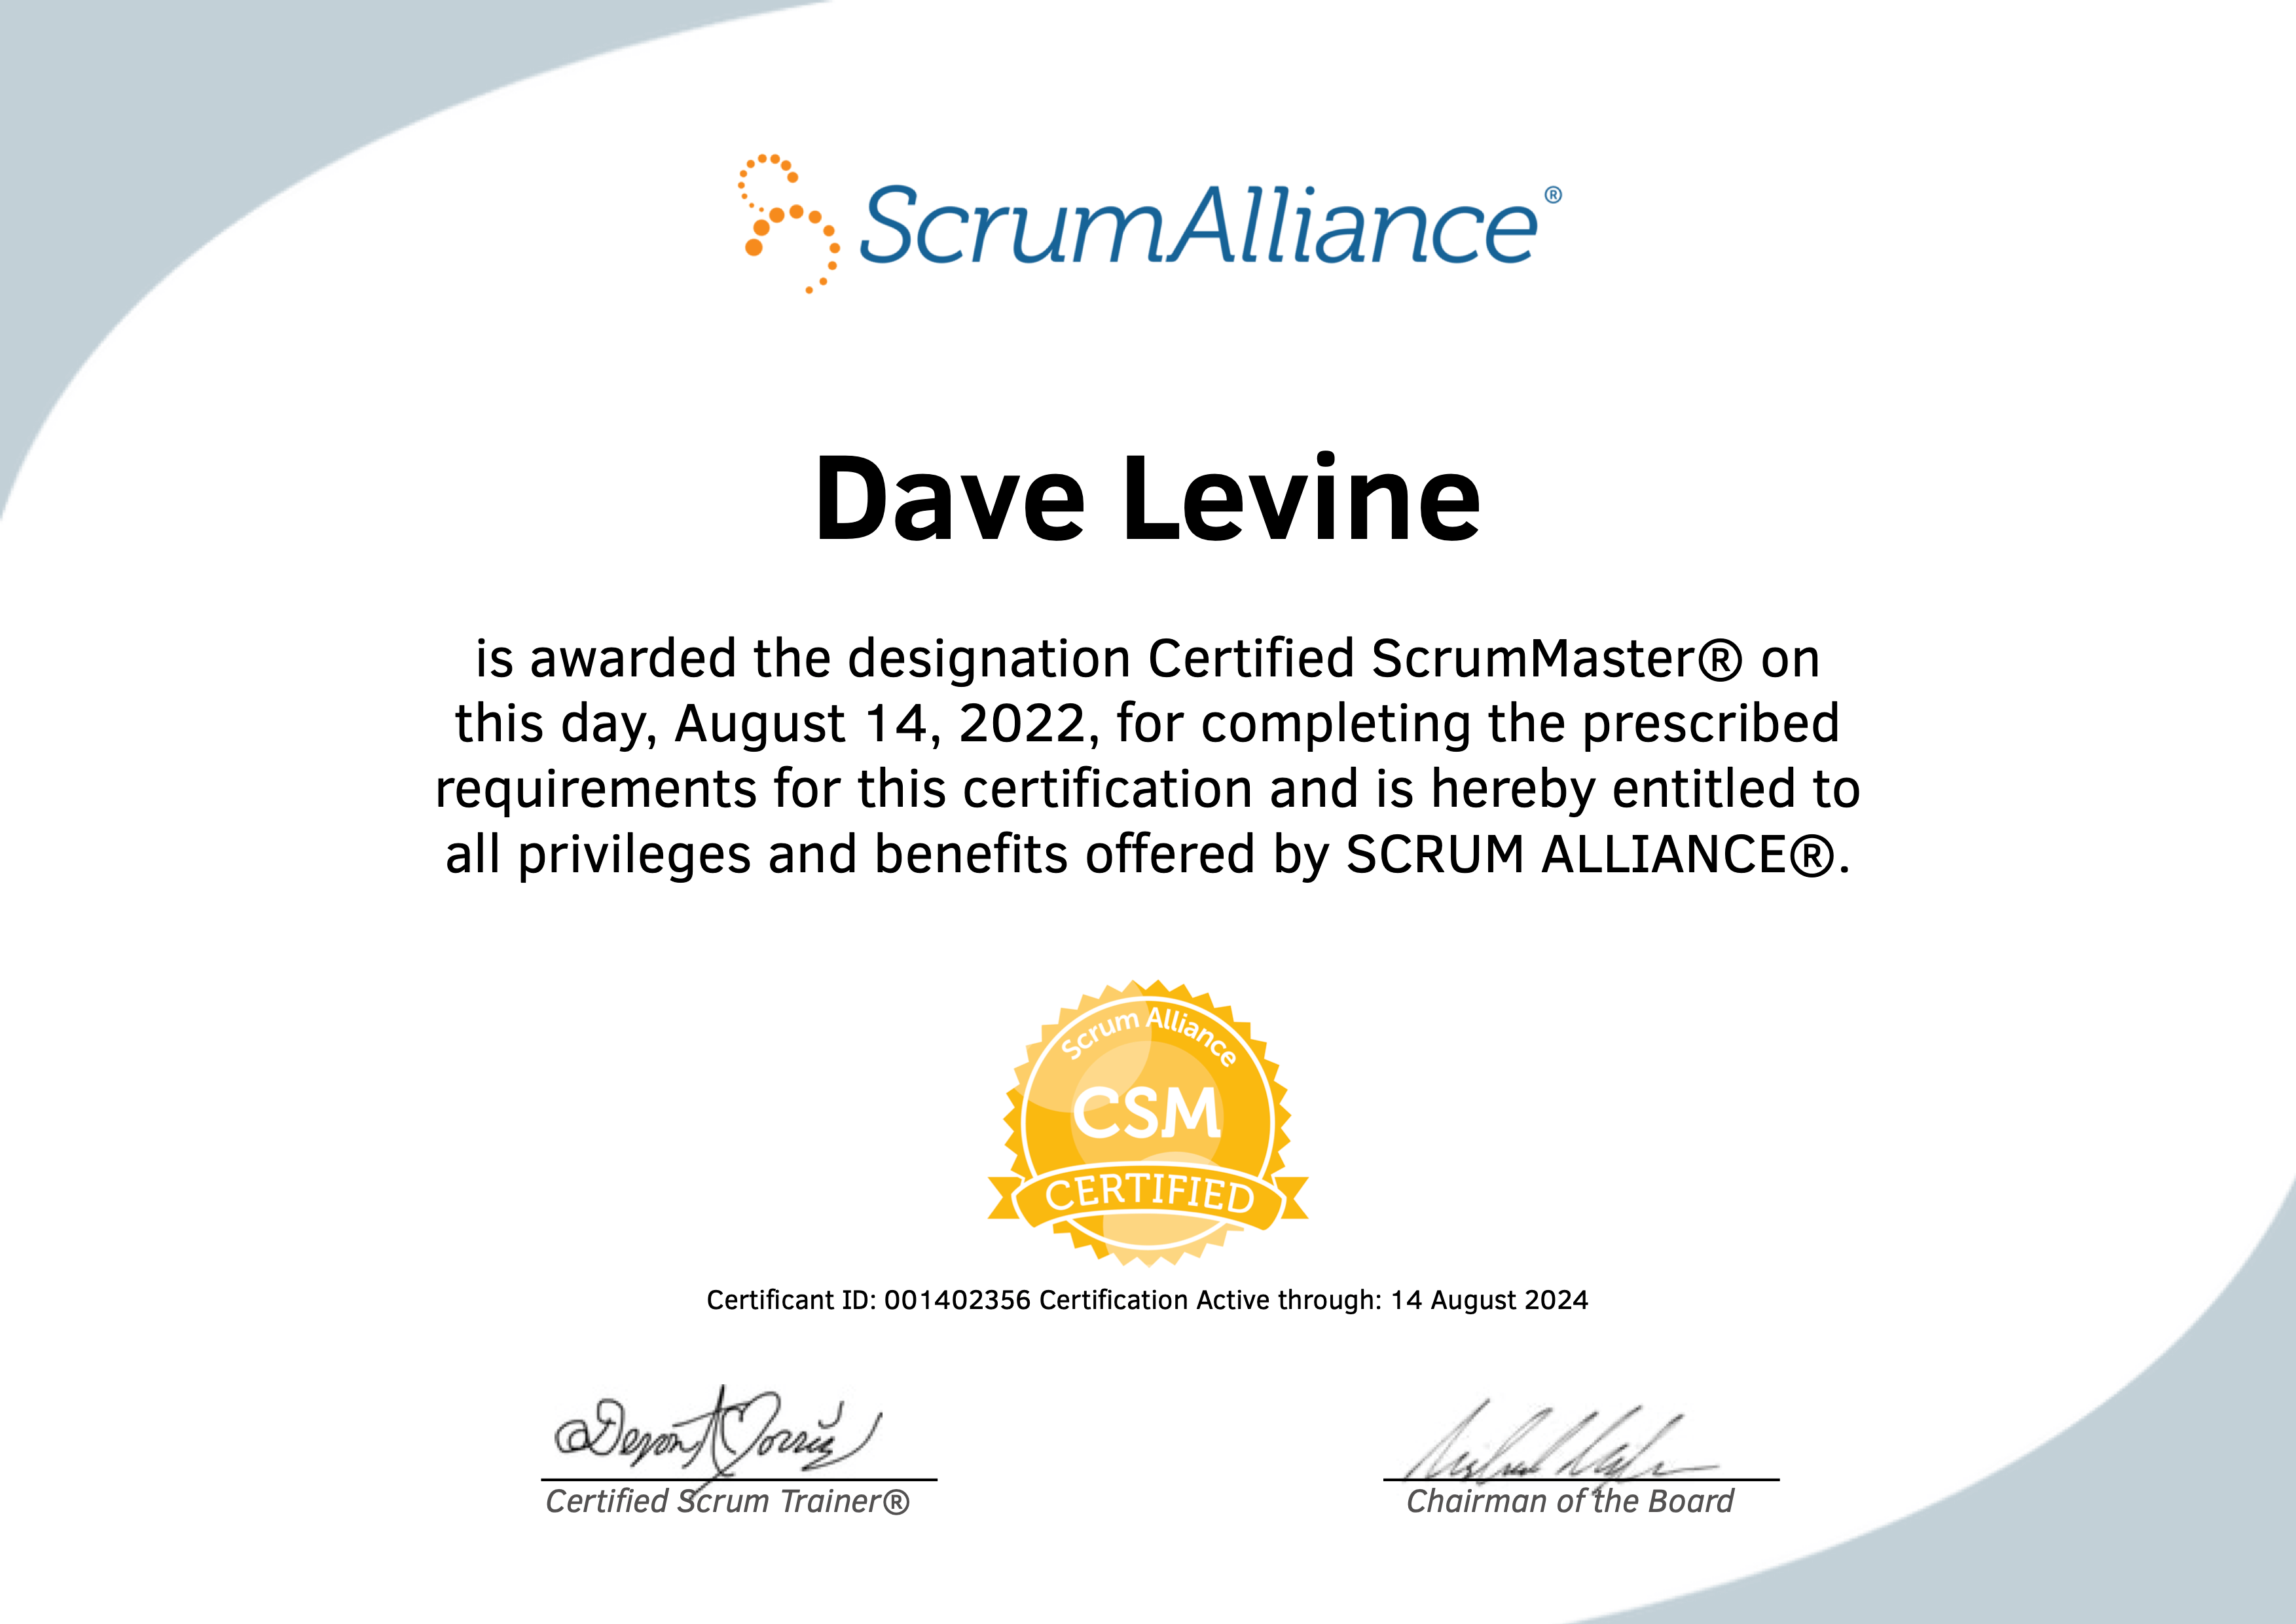 ScrumAlliance®
Dave Levine
is awarded the designation Certified ScrumMaster® on
this day, August 14, 2022, for completing the prescribed
requirements for this certification and is hereby entitled to
all privileges and benefits offered by SCRUM ALLIANCE®.
Scrum Alliance
CSM
CERTIFIED
Certificant ID: 001402356 Certification Active through: 14 August 2024
Certified Scrum Trainer®
Chairman of the Board